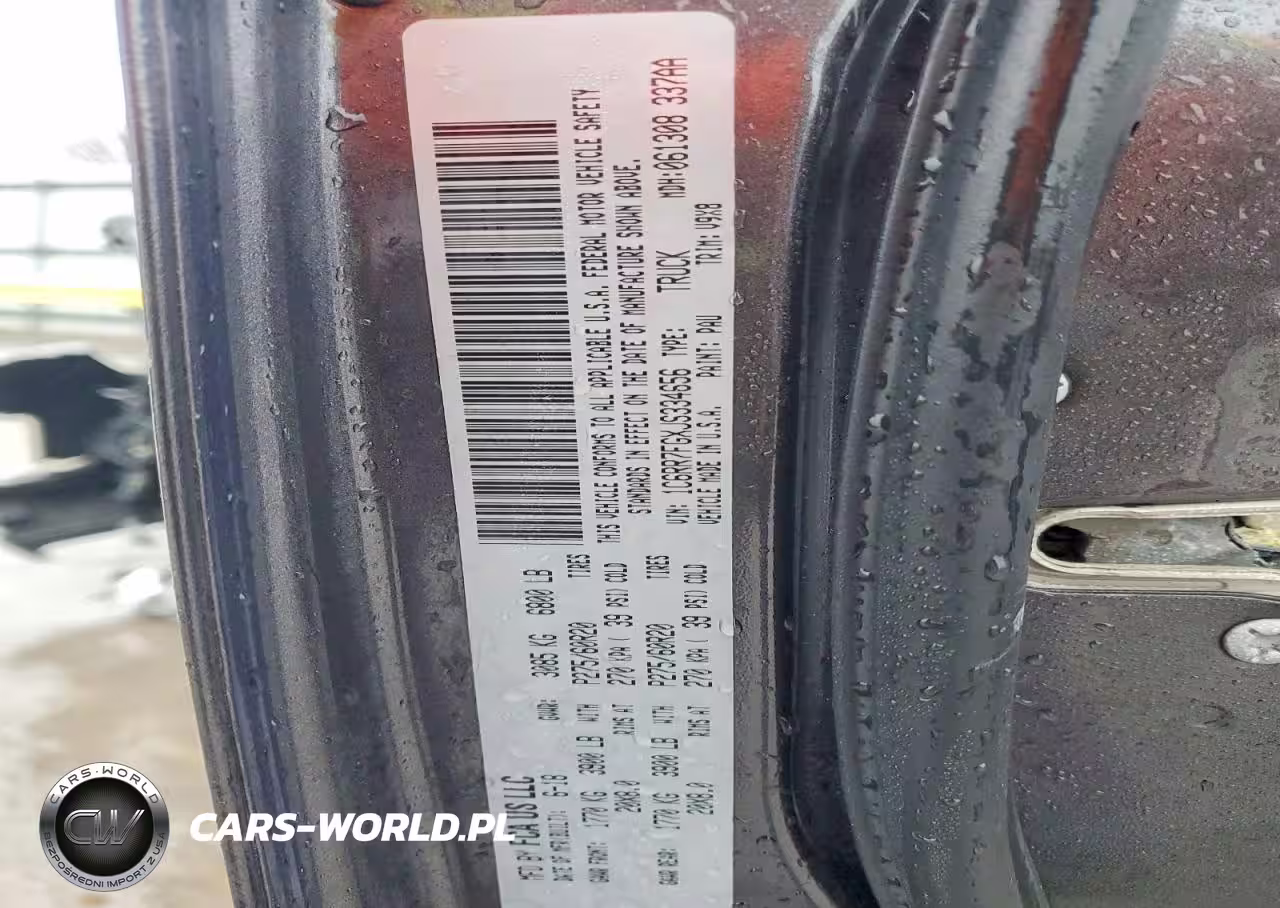 MFD BY FCA US LLC
DATE OF MFR: 6-18 GVWR: 3085 KG 6800 LB
GAWR FRONT: 1770 KG 3900 LB WITH P275/60R20 TIRES
20X8.0 RIMS AT 270 KPA ( 39 PSI) COLD
GAWR REAR: 1770 KG 3900 LB WITH P275/60R20 TIRES
20X8.0 RIMS AT 270 KPA ( 39 PSI) COLD
THIS VEHICLE CONFORMS TO ALL APPLICABLE U.S.A. FEDERAL MOTOR VEHICLE SAFETY
STANDARDS IN EFFECT ON THE DATE OF MANUFACTURE SHOWN ABOVE.
VIN: 1C6RR7FGXJS334656 TYPE: TRUCK MDH:061308 337AA
VEHICLE MADE IN U.S.A. PAINT: PAU TRIM: V9X8
CARS-WORLD
CW
BEZPOŚREDNI IMPORT Z USA
CARS-WORLD.PL